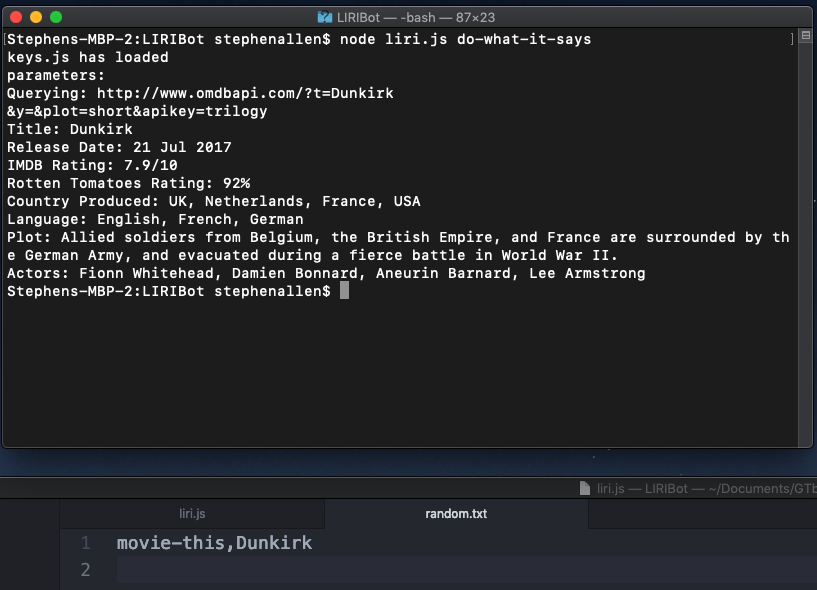 LIRIBot — -bash — 87×23
[Stephens-MBP-2:LIRIBot stephenallen$ node liri.js do-what-it-says ]
keys.js has loaded
parameters:
Querying: http://www.omdbapi.com/?t=Dunkirk
&y=&plot=short&apikey=trilogy
Title: Dunkirk
Release Date: 21 Jul 2017
IMDB Rating: 7.9/10
Rotten Tomatoes Rating: 92%
Country Produced: UK, Netherlands, France, USA
Language: English, French, German
Plot: Allied soldiers from Belgium, the British Empire, and France are surrounded by th
e German Army, and evacuated during a fierce battle in World War II.
Actors: Fionn Whitehead, Damien Bonnard, Aneurin Barnard, Lee Armstrong
Stephens-MBP-2:LIRIBot stephenallen$
liri.js — LIRIBot — ~/Documents/GTb
liri.js random.txt
1 movie-this,Dunkirk
2